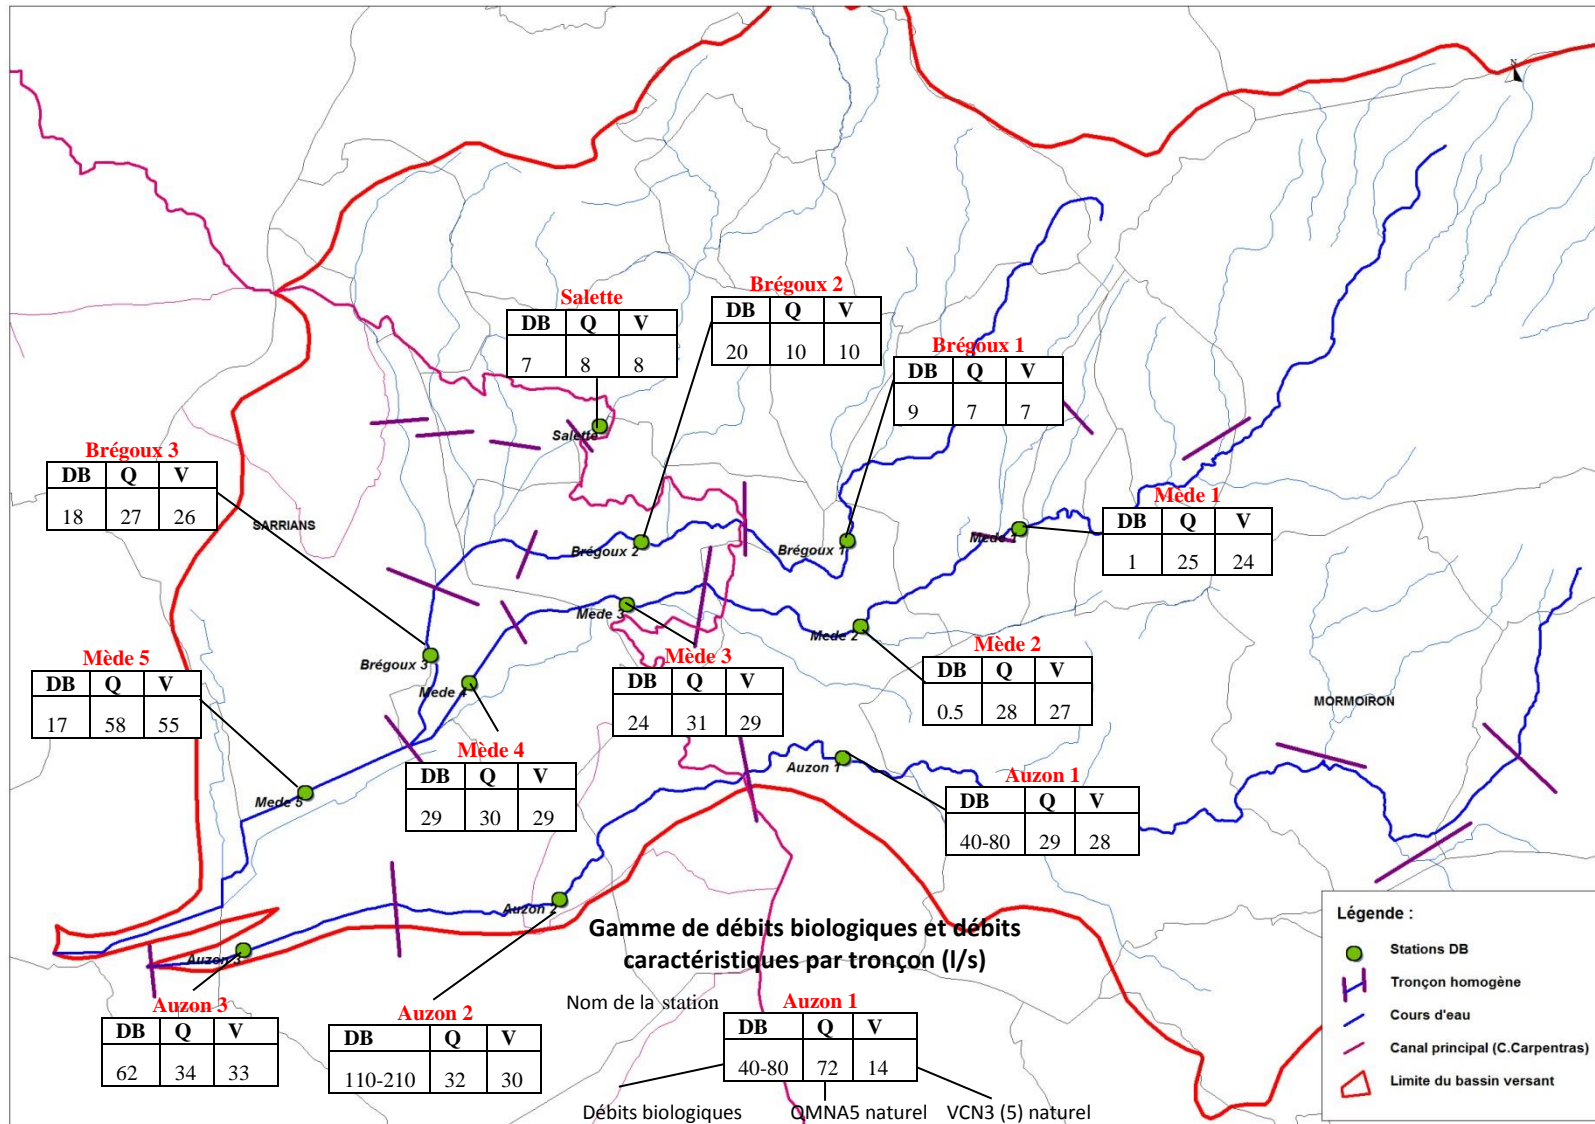 N
Salette
DB Q V
7 8 8
Brégoux 2
DB Q V
20 10 10
Brégoux 1
DB Q V
9 7 7
Salette
Brégoux 3
DB Q V
18 27 26
SARRIANS
Brégoux 2
Brégoux 1
Mède 1
DB Q V
1 25 24
Mede 3
Mede 2
Brégoux 3
Mede 4
Mède 5
DB Q V
17 58 55
Mède 3
DB Q V
24 31 29
Mède 2
DB Q V
0.5 28 27
MORMOIRON
Mède 4
DB Q V
29 30 29
Auzon 1
Auzon 1
DB Q V
40-80 29 28
Mede 5
Auzon 2
Auzon 3
Gamme de débits biologiques et débits
caractéristiques par tronçon (l/s)
Auzon 3
DB Q V
62 34 33
Auzon 2
DB Q V
110-210 32 30
Nom de la station
Auzon 1
DB Q V
40-80 72 14
Débits biologiques
QMNA5 naturel
VCN3 (5) naturel
Légende :
Stations DB
Tronçon homogène
Cours d'eau
Canal principal (C.Carpentras)
Limite du bassin versant